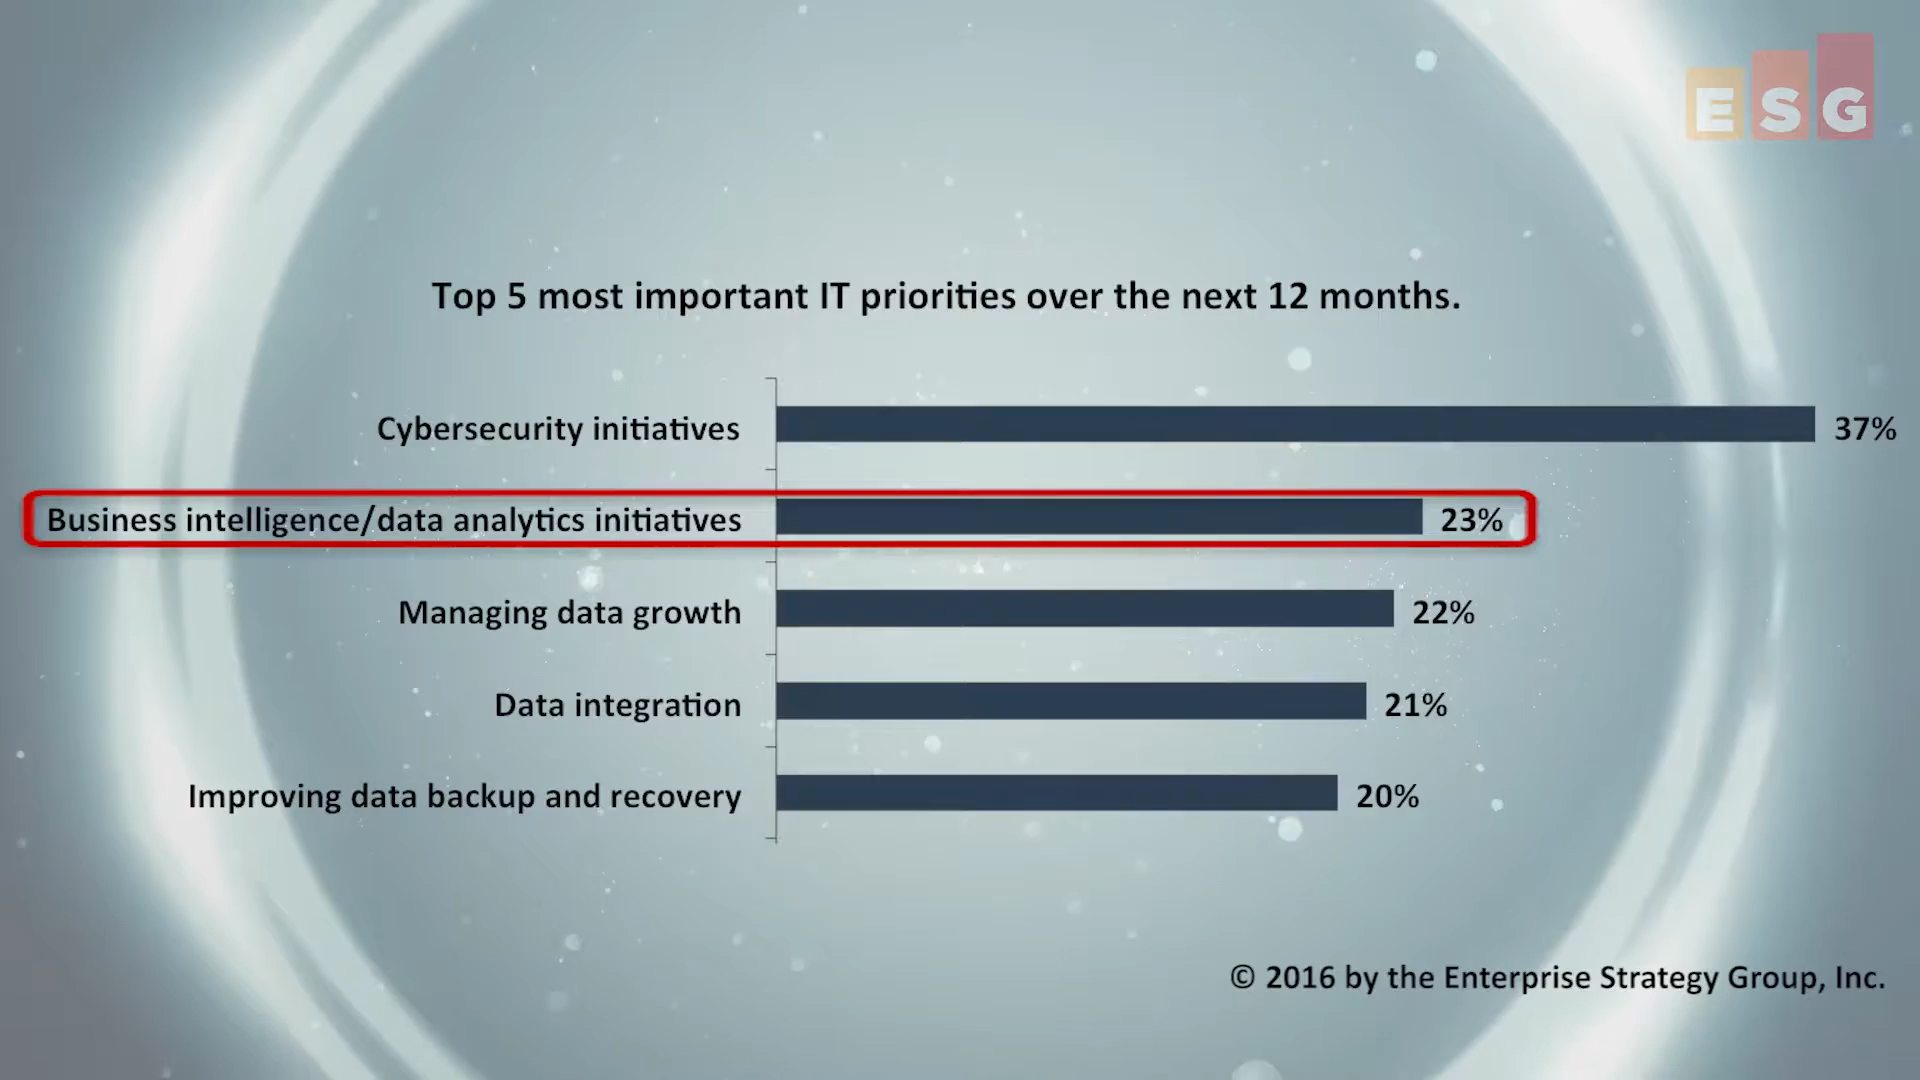 ESG
Top 5 most important IT priorities over the next 12 months.
Cybersecurity initiatives 37%
Business intelligence/data analytics initiatives 23%
Managing data growth 22%
Data integration 21%
Improving data backup and recovery 20%
© 2016 by the Enterprise Strategy Group, Inc.